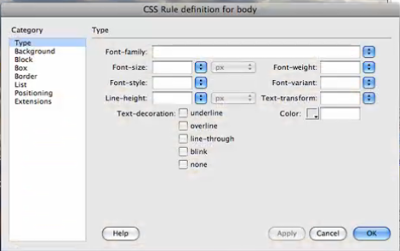 CSS Rule definition for body
Category
Type
Background
Block
Box
Border
List
Positioning
Extensions
Type
Font-family:
Font-size: px Font-weight:
Font-style: Font-variant:
Line-height: px Text-transform:
Text-decoration: underline Color:
overline
line-through
blink
none
Help Apply Cancel OK